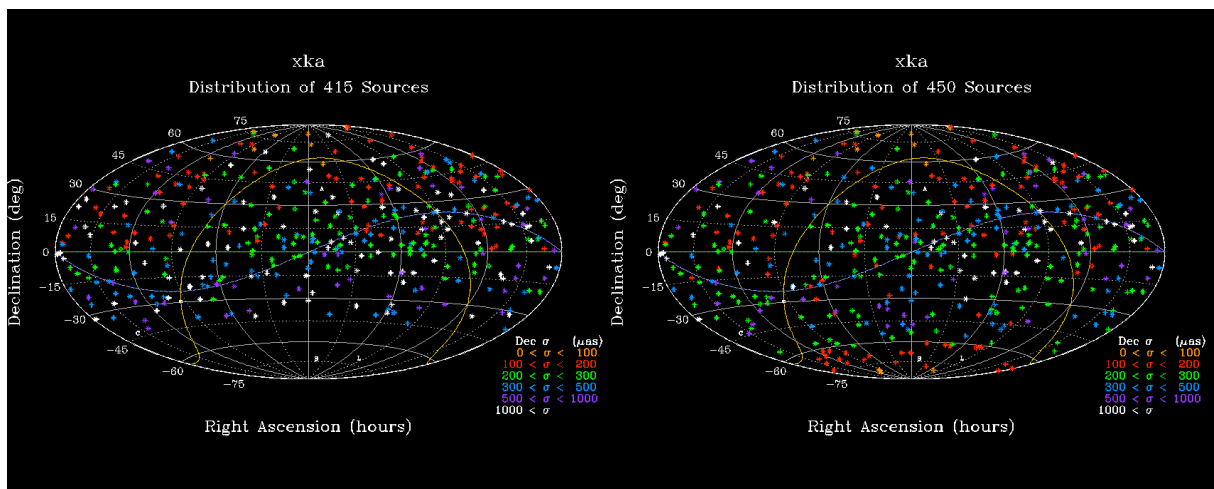 xka
Distribution of 415 Sources
75
60
45
30
15
0
-15
-30
-45
-60
-75
Declination (deg)
Right Ascension (hours)
A
C
L
Dec σ (μas)
0 < σ < 100
100 < σ < 200
200 < σ < 300
300 < σ < 500
500 < σ < 1000
1000 < σ
xka
Distribution of 450 Sources
75
60
45
30
15
0
-15
-30
-45
-60
-75
Declination (deg)
Right Ascension (hours)
A
C
L
Dec σ (μas)
0 < σ < 100
100 < σ < 200
200 < σ < 300
300 < σ < 500
500 < σ < 1000
1000 < σ